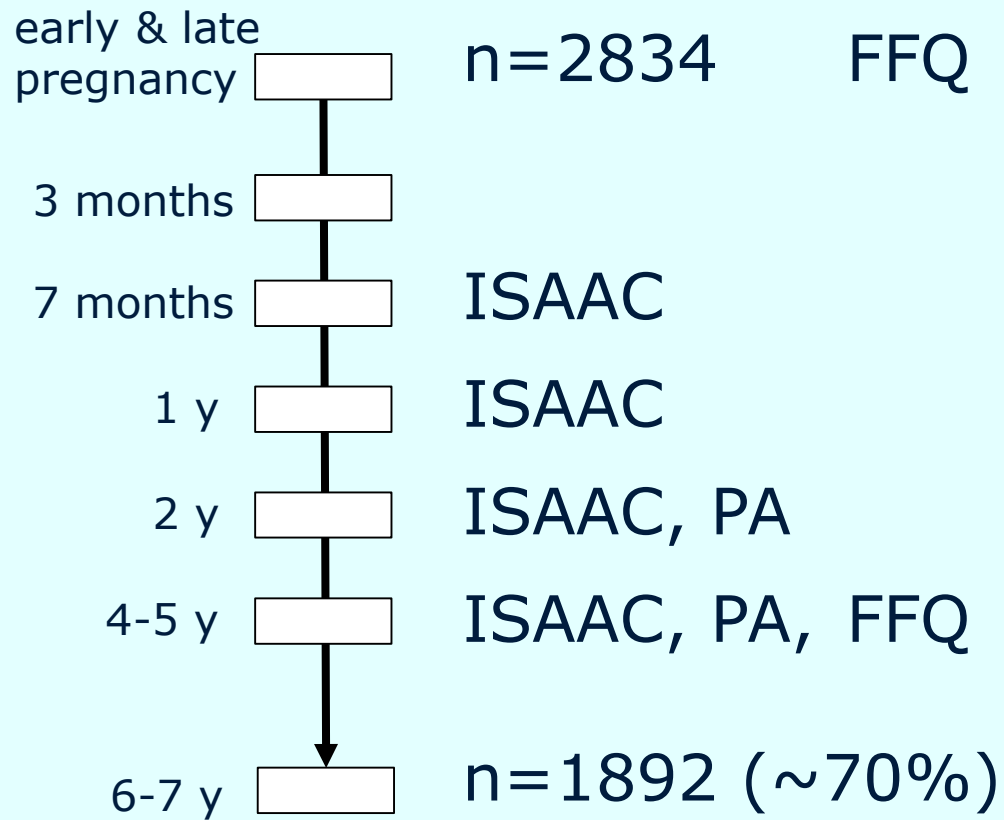 early & late
pregnancy n=2834 FFQ
3 months
7 months ISAAC
1 y ISAAC
2 y ISAAC, PA
4-5 y ISAAC, PA, FFQ
6-7 y n=1892 (~70%)